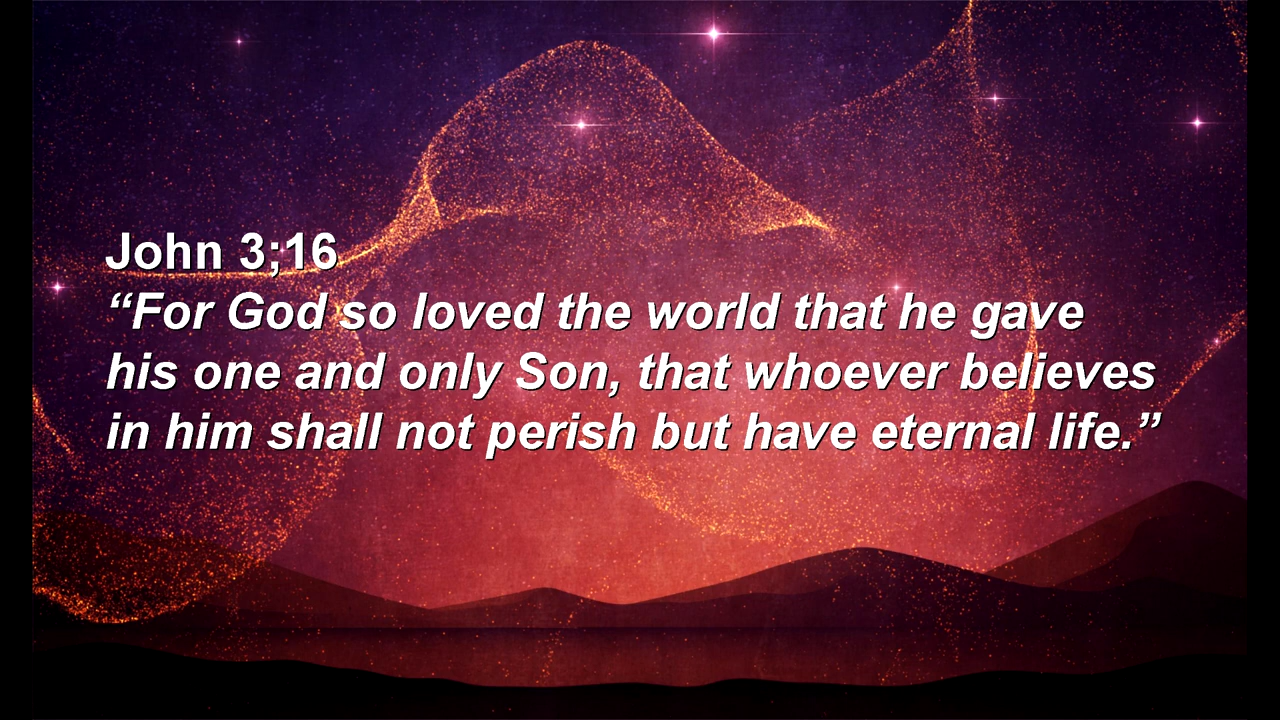 John 3;16
“For God so loved the world that he gave
his one and only Son, that whoever believes
in him shall not perish but have eternal life.”